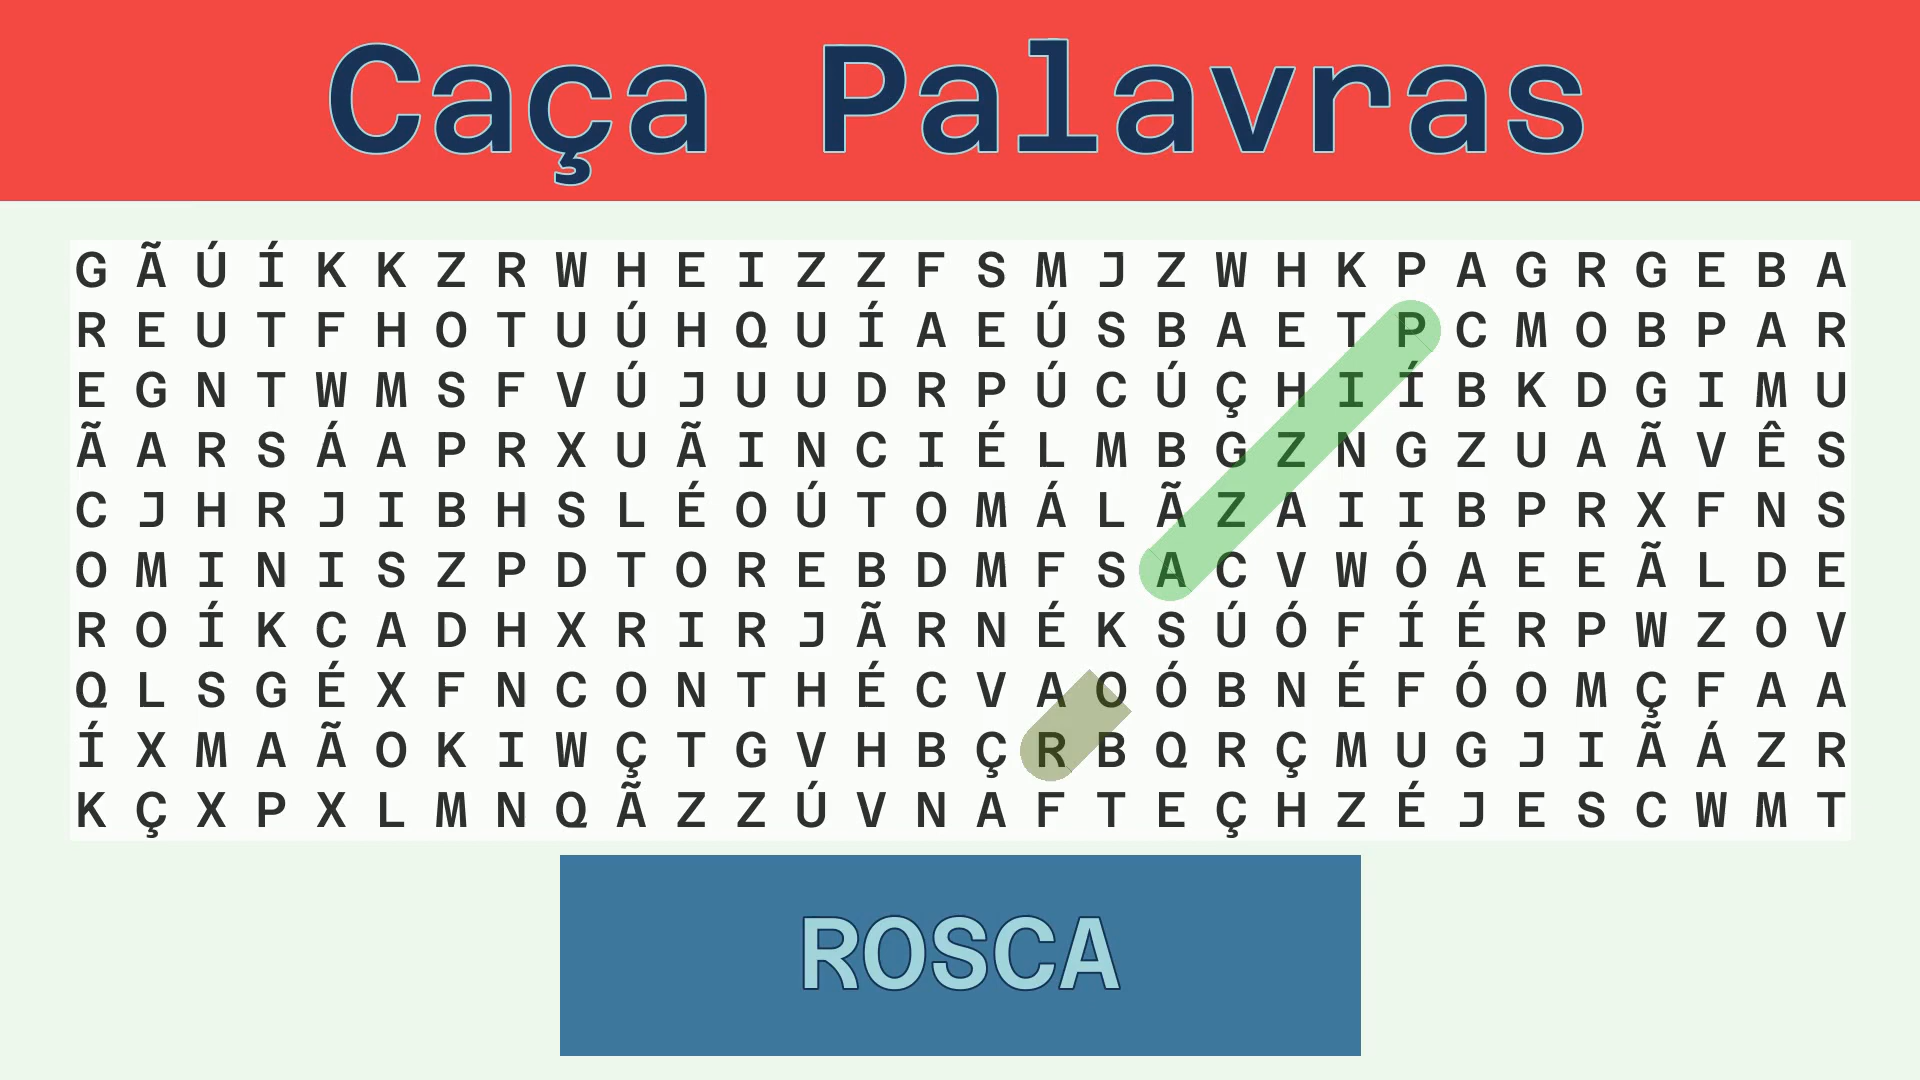 Caça Palavras
G Ã Ú Í K K Z R W H E I Z Z F S M J Z W H K P A G R G E B A
R E U T F H O T U Ú H Q U Í A E Ú S B A E T P C M O B P A R
E G N T W M S F V Ú J U U D R P Ú C Ú Ç H I Í B K D G I M U
Ã A R S Á A P R X U Ã I N C I É L M B G Z N G Z U A Ã V Ê S
C J H R J I B H S L É O Ú T O M Á L Ã Z A I I B P R X F N S
O M I N I S Z P D T O R E B D M F S A C V W Ó A E E Ã L D E
R O Í K C A D H X R I R J Ã R N É K S Ú Ó F Í É R P W Z O V
Q L S G É X F N C O N T H É C V A O Ó B N É F Ó O M Ç F A A
Í X M A Ã O K I W Ç T G V H B Ç R B Q R Ç M U G J I Ã Á Z R
K Ç X P X L M N Q Ã Z Z Ú V N A F T E Ç H Z É J E S C W M T
ROSCA